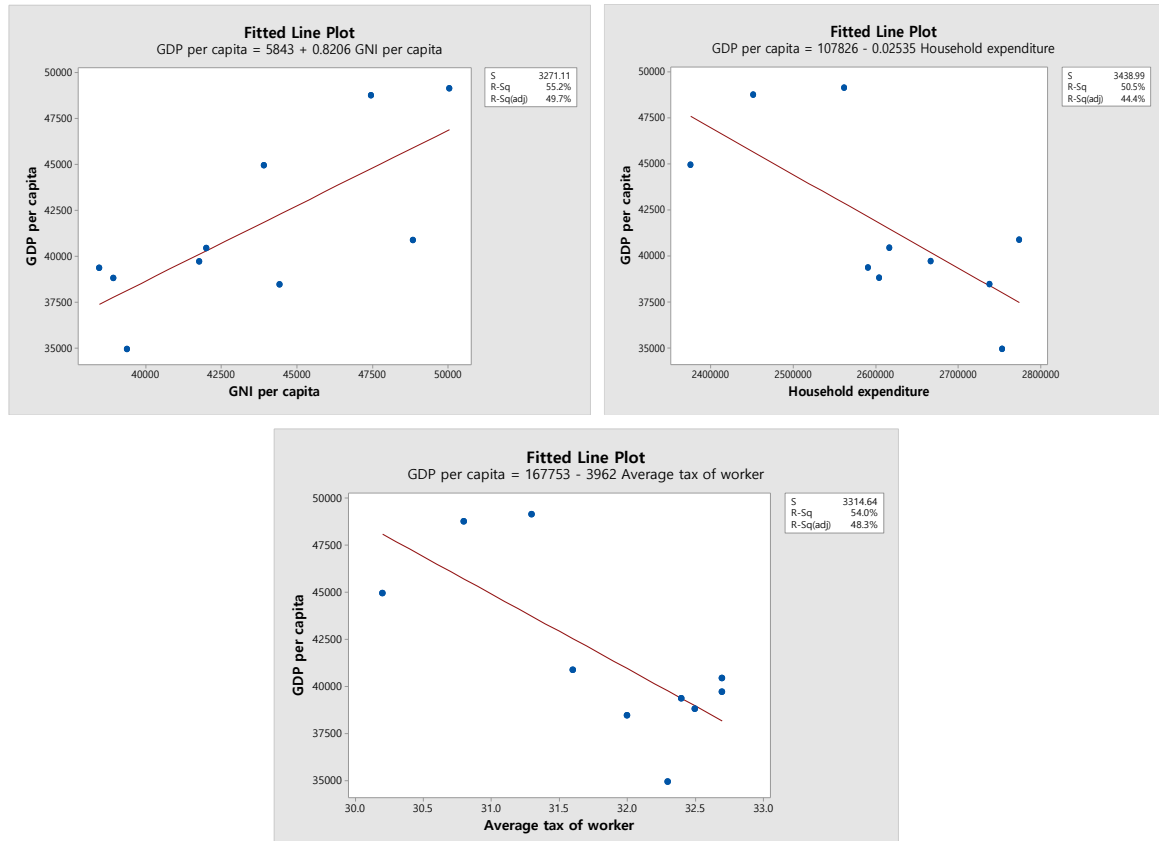 Fitted Line Plot
GDP per capita = 5843 + 0.8206 GNI per capita
S 3271.11
R-Sq 55.2%
R-Sq(adj) 49.7%
50000
47500
45000
42500
40000
37500
35000
GDP per capita
40000 42500 45000 47500 50000
GNI per capita
Fitted Line Plot
GDP per capita = 107826 - 0.02535 Household expenditure
S 3438.99
R-Sq 50.5%
R-Sq(adj) 44.4%
50000
47500
45000
42500
40000
37500
35000
GDP per capita
2400000 2500000 2600000 2700000 2800000
Household expenditure
Fitted Line Plot
GDP per capita = 167753 - 3962 Average tax of worker
S 3314.64
R-Sq 54.0%
R-Sq(adj) 48.3%
50000
47500
45000
42500
40000
37500
35000
GDP per capita
30.0 30.5 31.0 31.5 32.0 32.5 33.0
Average tax of worker